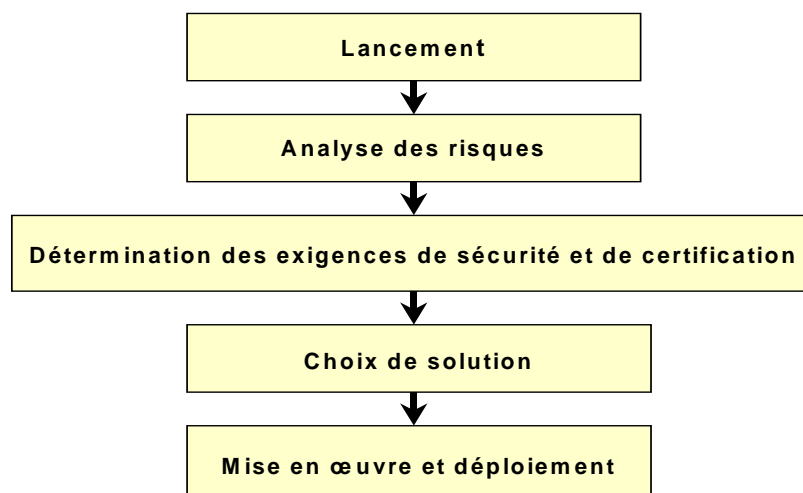 Lancement
Analyse des risques
Détermination des exigences de sécurité et de certification
Choix de solution
Mise en œuvre et déploiement